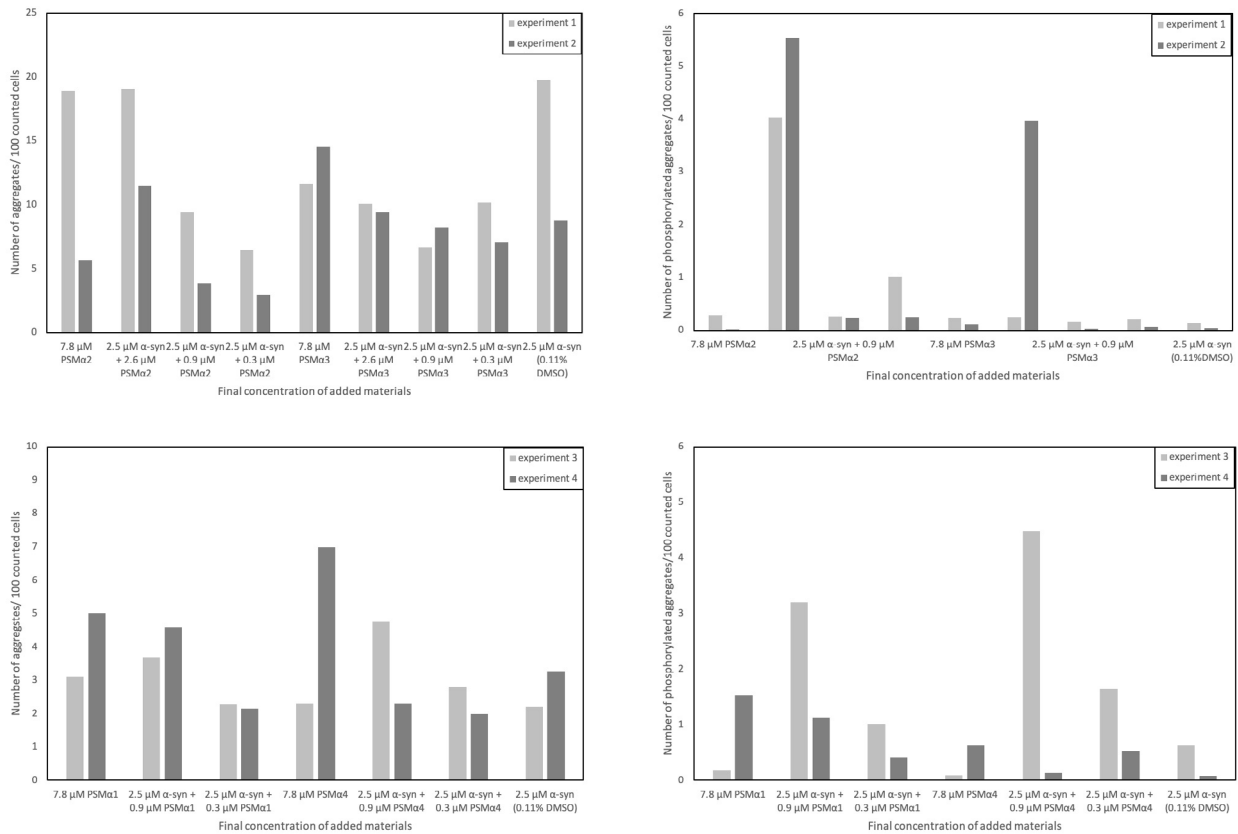 25
20
15
10
5
0
Number of aggregates/ 100 counted cells
experiment 1
experiment 2
7.8 μM
PSMα2
2.5 μM α-syn
+ 2.6 μM
PSMα2
2.5 μM α-syn
+ 0.9 μM
PSMα2
2.5 μM α-syn
+ 0.3 μM
PSMα2
7.8 μM
PSMα3
2.5 μM α-syn
+ 2.6 μM
PSMα3
2.5 μM α-syn
+ 0.9 μM
PSMα3
2.5 μM α-syn
+ 0.3 μM
PSMα3
2.5 μM α-syn
(0.11%
DMSO)
Final concentration of added materials
6
5
4
3
2
1
0
Number of phopsphorylated aggregates/ 100 counted cells
experiment 1
experiment 2
7.8 μM PSMα2
2.5 μM α-syn + 0.9 μM
PSMα2
7.8 μM PSMα3
2.5 μM α-syn + 0.9 μM
PSMα3
2.5 μM α-syn
(0.11%DMSO)
Final concentration of added materials
10
9
8
7
6
5
4
3
2
1
0
Number of aggregstes/ 100 counted cells
experiment 3
experiment 4
7.8 μM PSMα1
2.5 μM α-syn +
0.9 μM PSMα1
2.5 μM α-syn +
0.3 μM PSMα1
7.8 μM PSMα4
2.5 μM α-syn +
0.9 μM PSMα4
2.5 μM α-syn +
0.3 μM PSMα4
2.5 μM α-syn
(0.11% DMSO)
Final concentration of added materials
6
5
4
3
2
1
0
Number of phosphorylated aggregates/100 counted cells
experiment 3
experiment 4
7.8 μM PSMα1
2.5 μM α-syn +
0.9 μM PSMα1
2.5 μM α-syn +
0.3 μM PSMα1
7.8 μM PSMα4
2.5 μM α-syn +
0.9 μM PSMα4
2.5 μM α-syn +
0.3 μM PSMα4
2.5 μM α-syn
(0.11% DMSO)
Final concentration of added materials